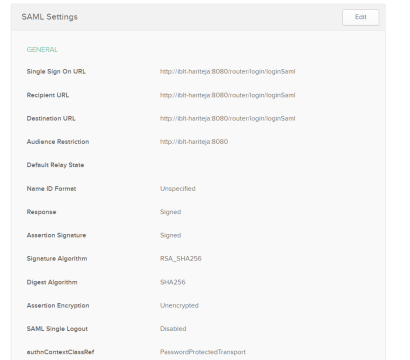 SAML Settings
Edit
GENERAL
Single Sign On URL http://iblt-hariteja:8080/router/login/loginSaml
Recipient URL http://iblt-hariteja:8080/router/login/loginSaml
Destination URL http://iblt-hariteja:8080/router/login/loginSaml
Audience Restriction http://iblt-hariteja:8080
Default Relay State
Name ID Format Unspecified
Response Signed
Assertion Signature Signed
Signature Algorithm RSA_SHA256
Digest Algorithm SHA256
Assertion Encryption Unencrypted
SAML Single Logout Disabled
authnContextClassRef PasswordProtectedTransport